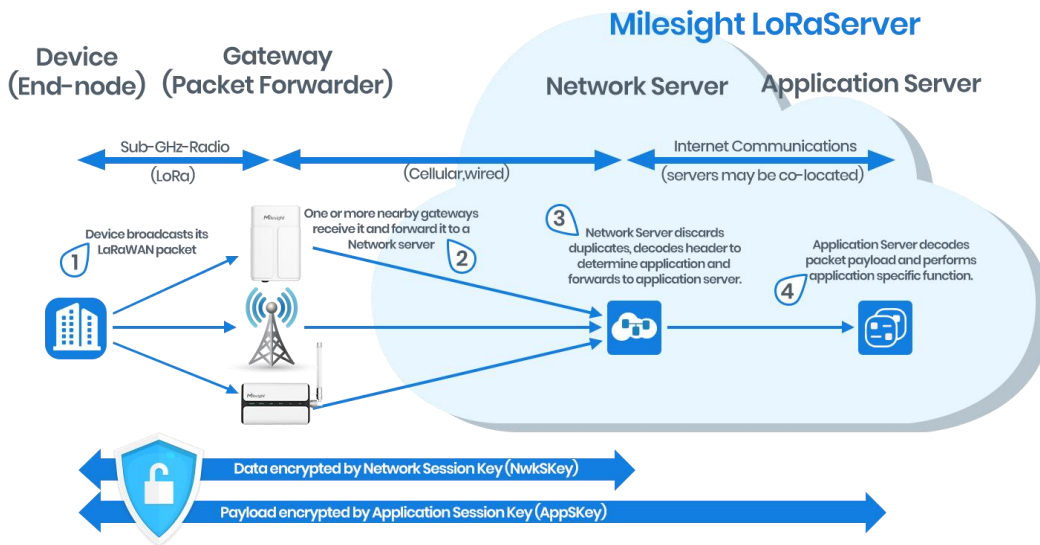 Milesight LoRaServer
Device
(End-node)
Gateway
(Packet Forwarder)
Network Server
Application Server
Sub-GHz-Radio
(LoRa)
(Cellular,wired)
Internet Communications
(servers may be co-located)
1
Device broadcasts its
LaRaWAN packet
Milesight
One or more nearby gateways
receive it and forward it to a
Network server
2
3
Network Server discards
duplicates, decodes header to
determine application and
forwards to application server.
4
Application Server decodes
packet payload and performs
application specific function.
Milesight
Data encrypted by Network Session Key (NwkSKey)
Payload encrypted by Application Session Key (AppSKey)